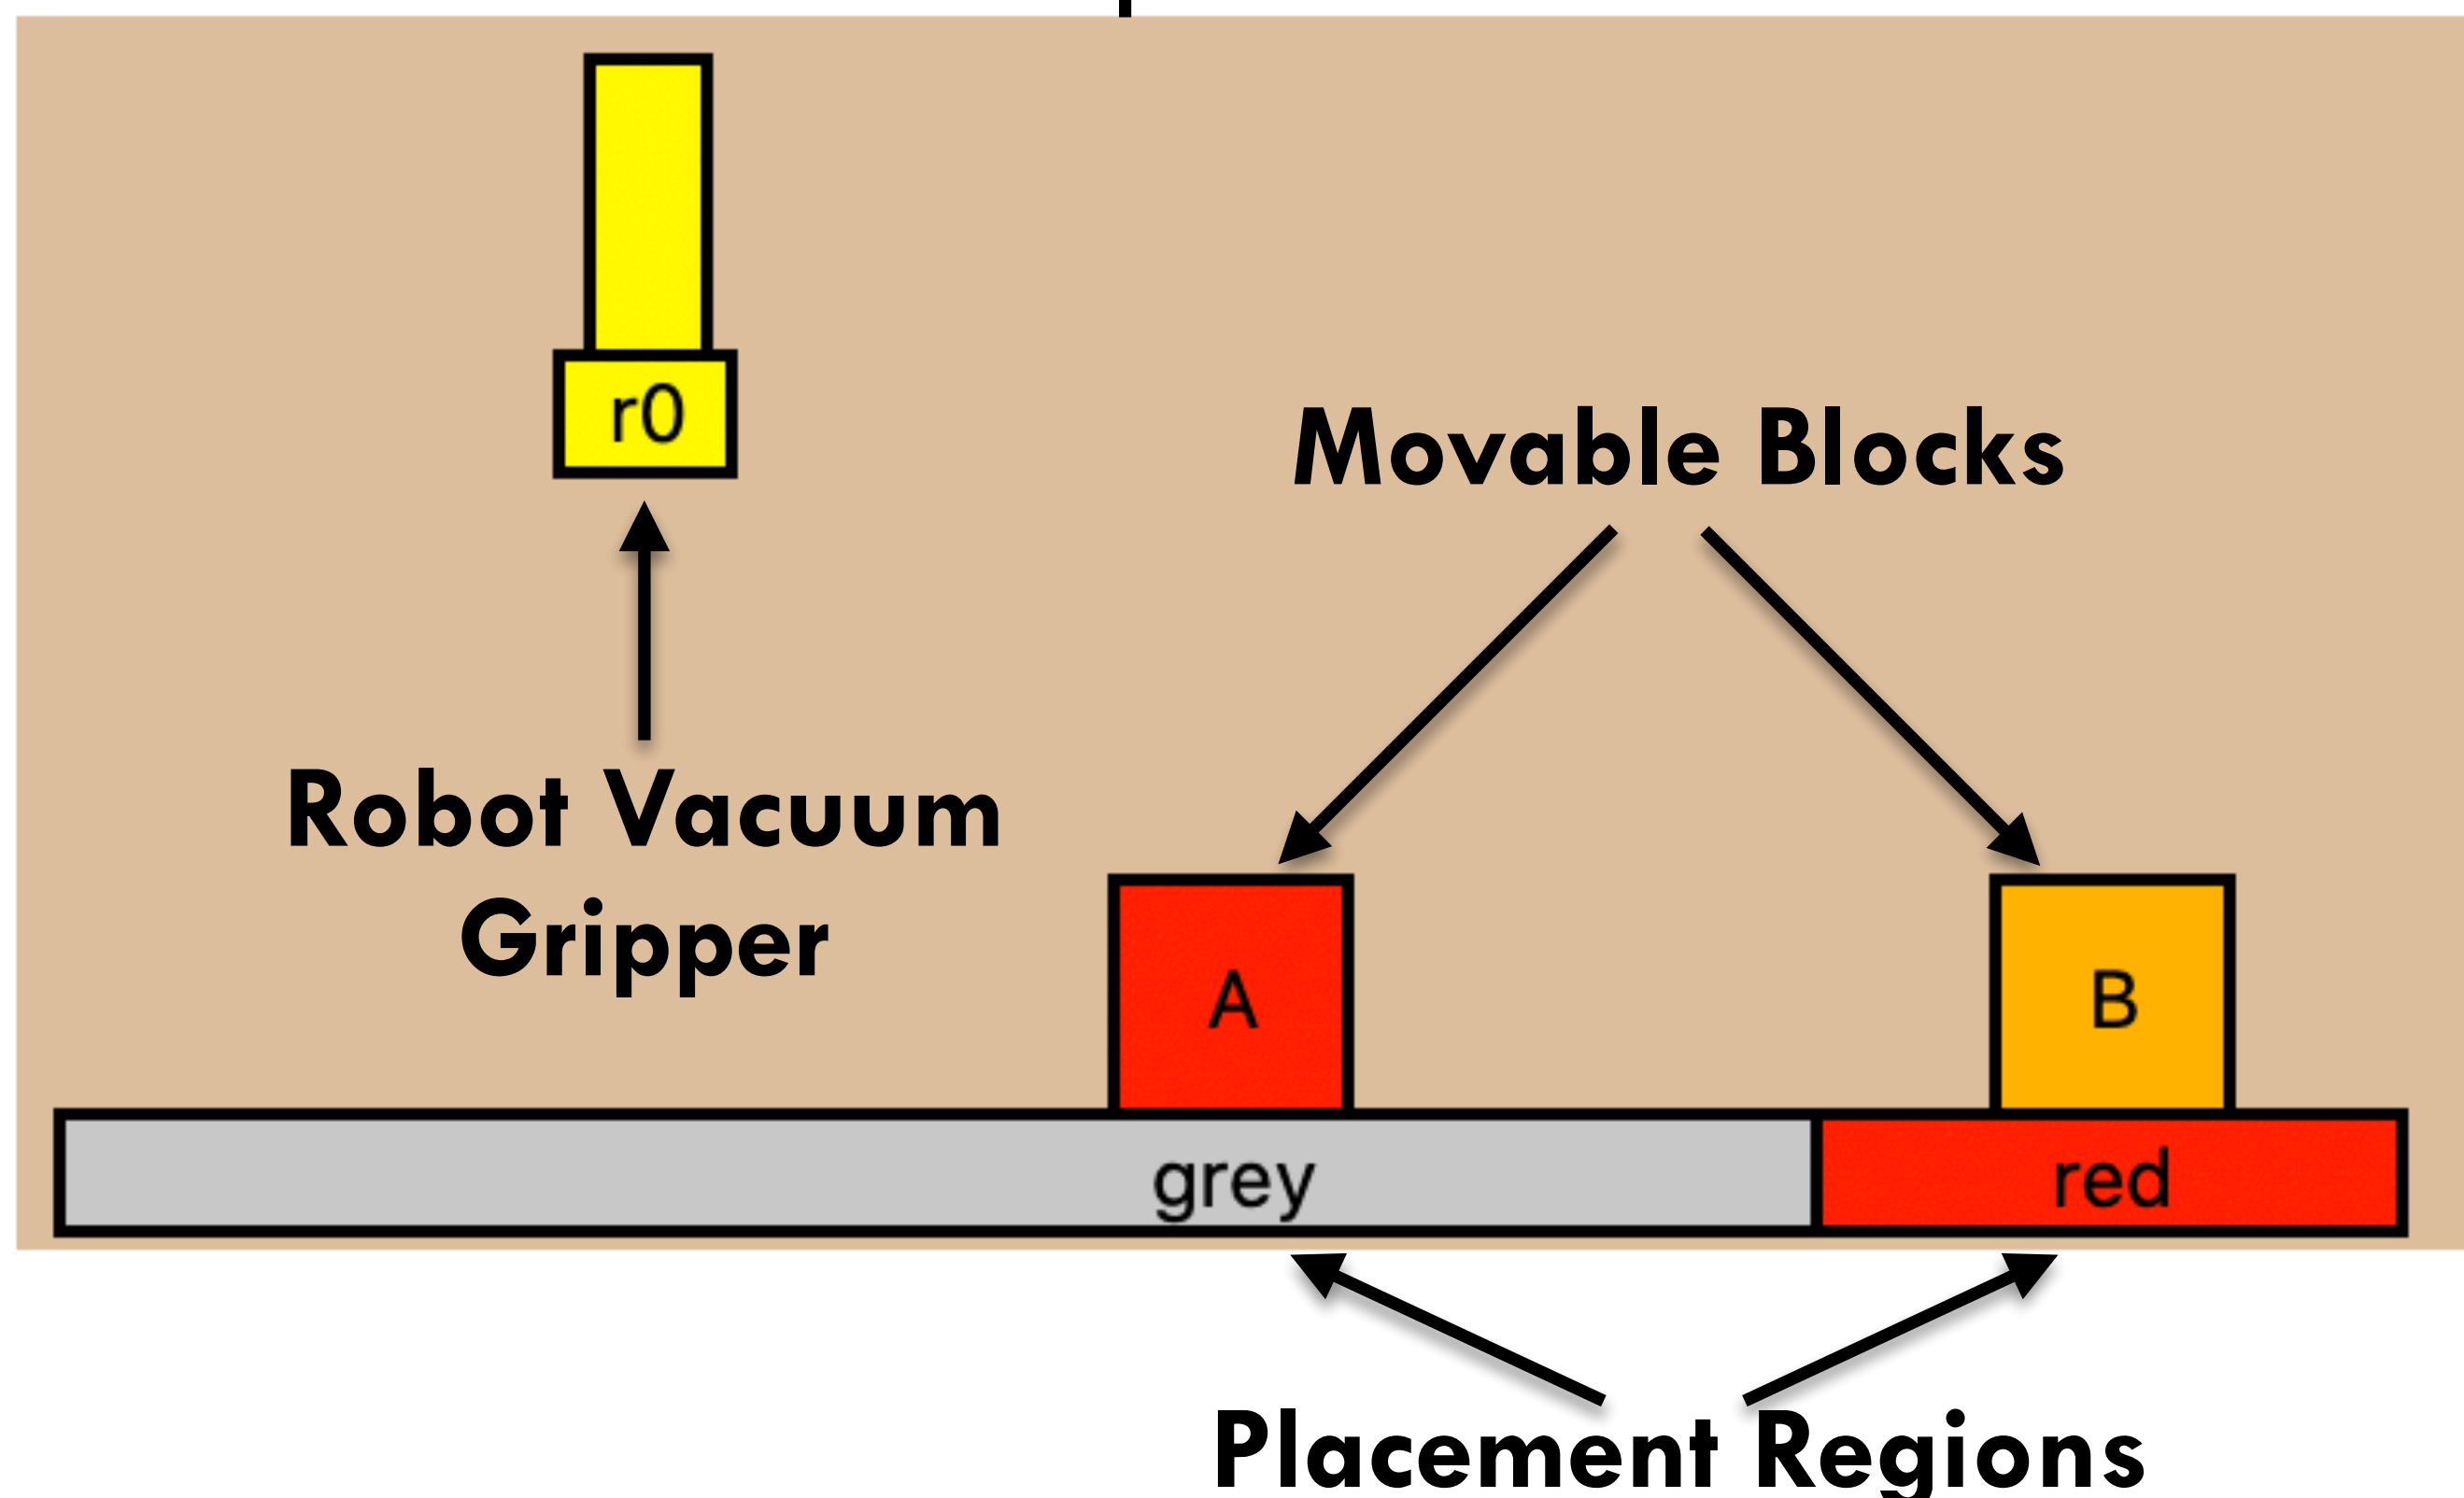 r0
Movable Blocks
Robot Vacuum
Gripper
A
B
grey
red
Placement Regions